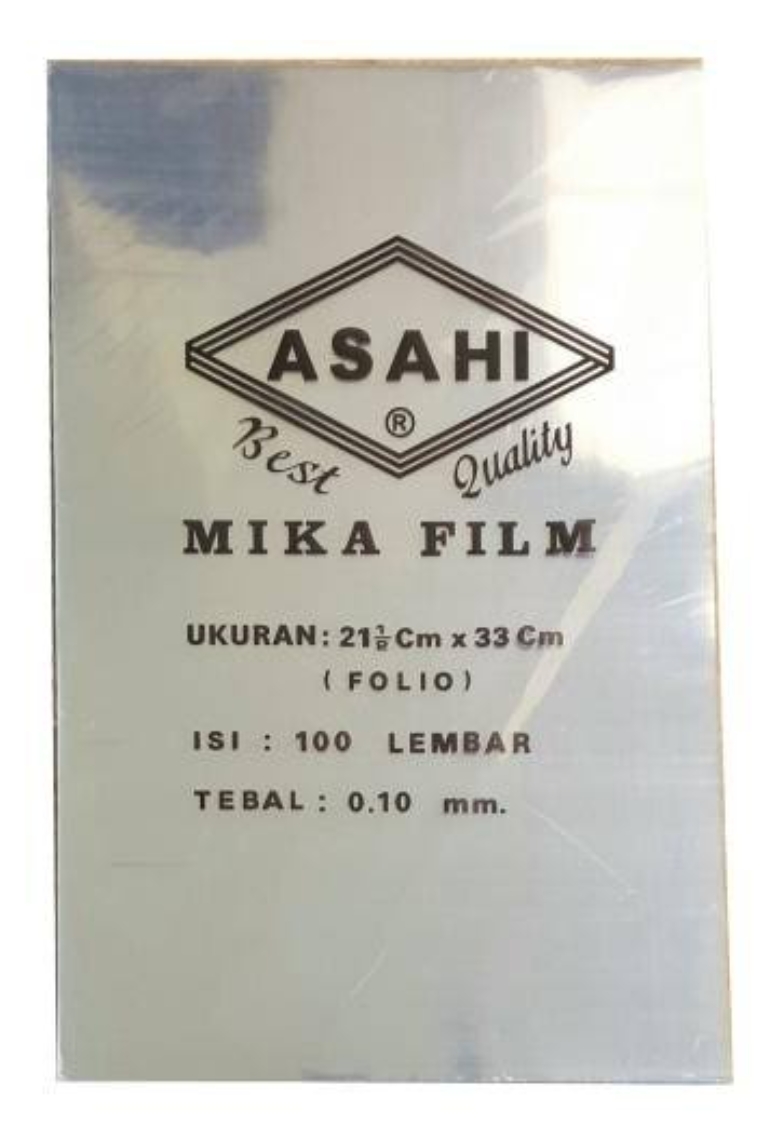 ASAHI
®
Best Quality
MIKA FILM
UKURAN: 21½ Cm x 33 Cm
( FOLIO )
ISI : 100 LEMBAR
TEBAL : 0.10 mm.